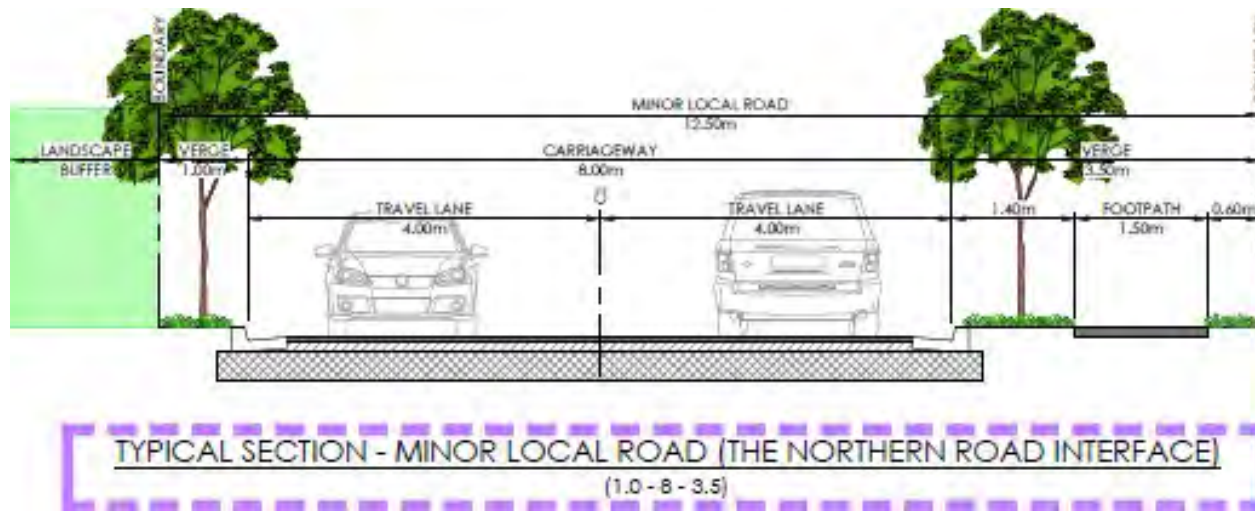 BOUNDARY
MINOR LOCAL ROAD
12.50m
LANDSCAPE
BUFFER
VERGE
1.00m
CARRIAGEWAY
8.00m
VERGE
3.50m
TRAVEL LANE
4.00m
TRAVEL LANE
4.00m
1.40m
FOOTPATH
1.50m
0.60m
TYPICAL SECTION - MINOR LOCAL ROAD (THE NORTHERN ROAD INTERFACE)
(1.0 - 8 - 3.5)